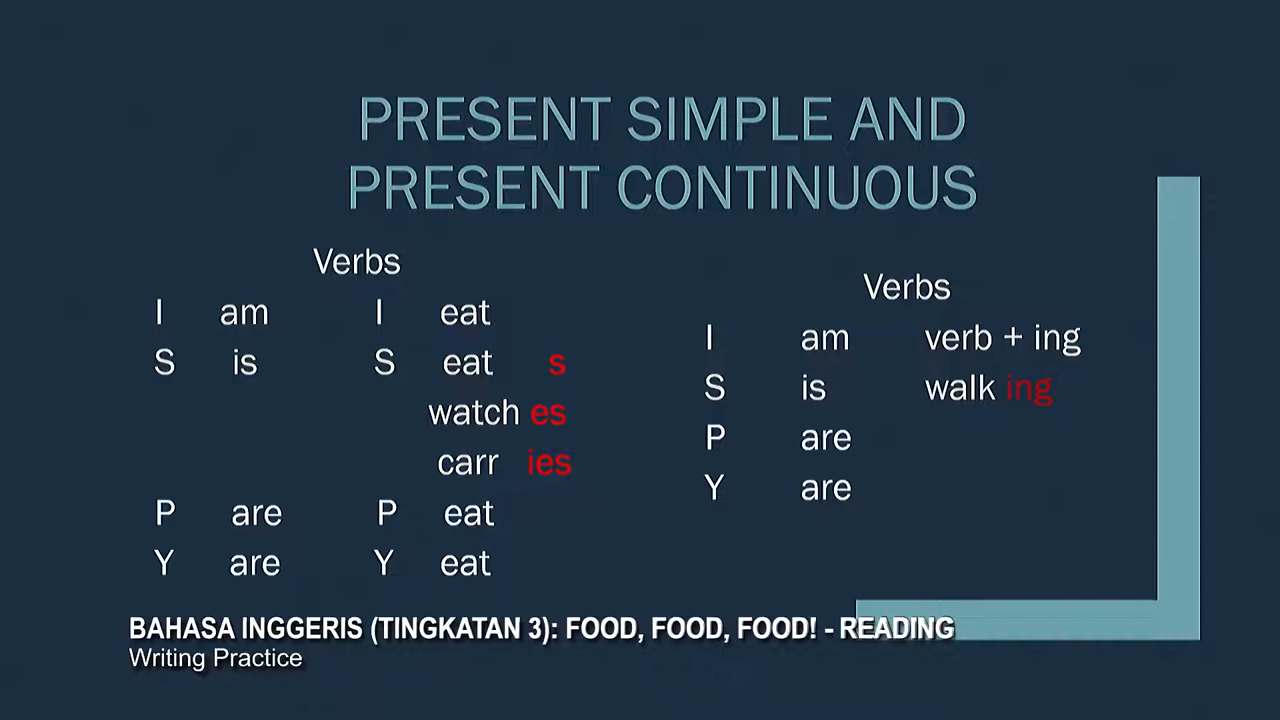 PRESENT SIMPLE AND
PRESENT CONTINUOUS
Verbs
I am I eat
S is S eat s
watch es
carr ies
P are P eat
Y are Y eat
Verbs
I am verb + ing
S is walk ing
P are
Y are
BAHASA INGGERIS (TINGKATAN 3): FOOD, FOOD, FOOD! - READING
Writing Practice